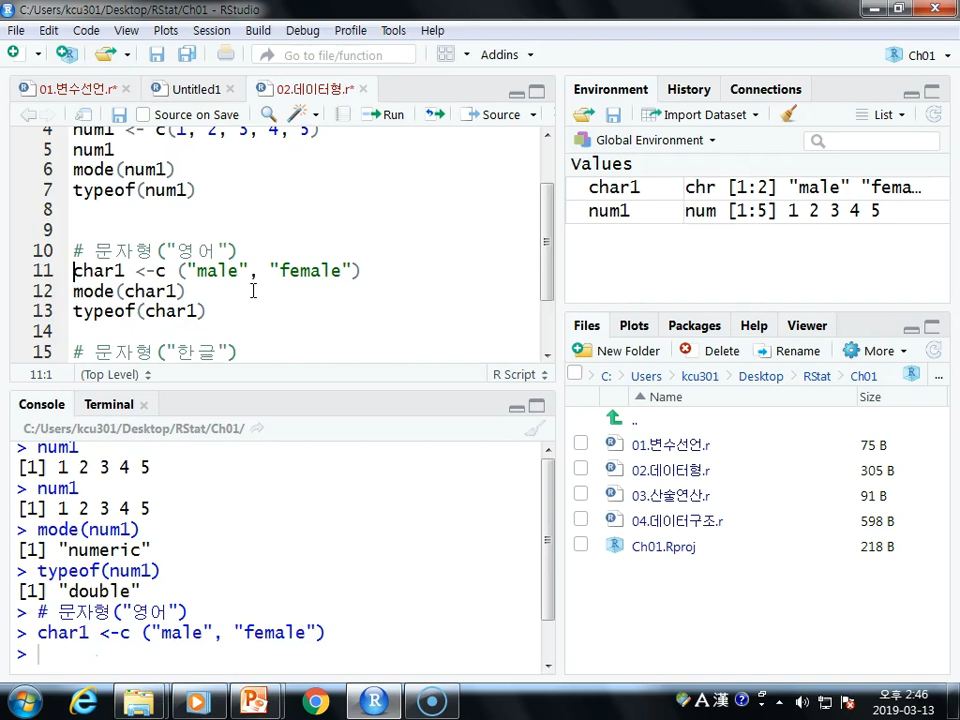 C:/Users/kcu301/Desktop/RStat/Ch01 - RStudio
File Edit Code View Plots Session Build Debug Profile Tools Help
Go to file/function
Addins
Ch01
01.변수선언.r*
Untitled1
02.데이터형.r*
Source on Save
Run
Source
4 num1 <- c(1, 2, 3, 4, 5)
5 num1
6 mode(num1)
7 typeof(num1)
8
9
10 # 문자형("영어")
11 char1 <-c ("male", "female")
12 mode(char1)
13 typeof(char1)
14
15 # 문자형("한글")
11:1 (Top Level) R Script
Console Terminal
C:/Users/kcu301/Desktop/RStat/Ch01/
> num1
[1] 1 2 3 4 5
> num1
[1] 1 2 3 4 5
> mode(num1)
[1] "numeric"
> typeof(num1)
[1] "double"
> # 문자형("영어")
> char1 <-c ("male", "female")
>
Environment History Connections
Import Dataset List
Global Environment
Values
char1 chr [1:2] "male" "fema…
num1 num [1:5] 1 2 3 4 5
Files Plots Packages Help Viewer
New Folder Delete Rename More
C: Users kcu301 Desktop RStat Ch01 ...
Name Size
..
01.변수선언.r 75 B
02.데이터형.r 305 B
03.산술연산.r 91 B
04.데이터구조.r 598 B
Ch01.Rproj 218 B
A 漢
오후 2:46
2019-03-13